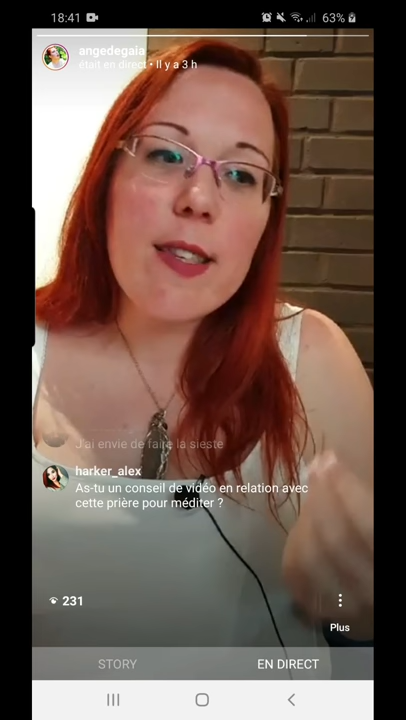 18:41
63%
angedegaia
était en direct • Il y a 3 h
J'ai envie de faire la sieste
harker_alex
As-tu un conseil de vidéo en relation avec
cette prière pour méditer ?
231
Plus
STORY
EN DIRECT